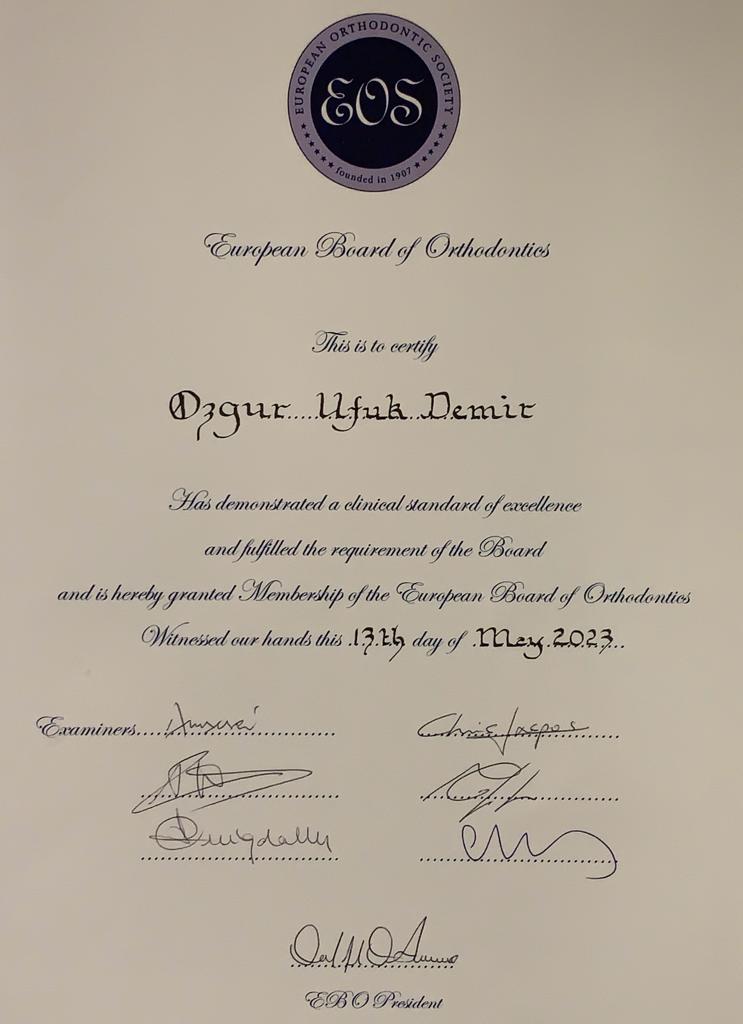 EUROPEAN ORTHODONTIC SOCIETY
EOS
founded in 1907
European Board of Orthodontics
This is to certify
Ozgur Ufuk Demir
Has demonstrated a clinical standard of excellence
and fulfilled the requirement of the Board
and is hereby granted Membership of the European Board of Orthodontics
Witnessed our hands this 13th day of May 2023
Examiners
EBO President